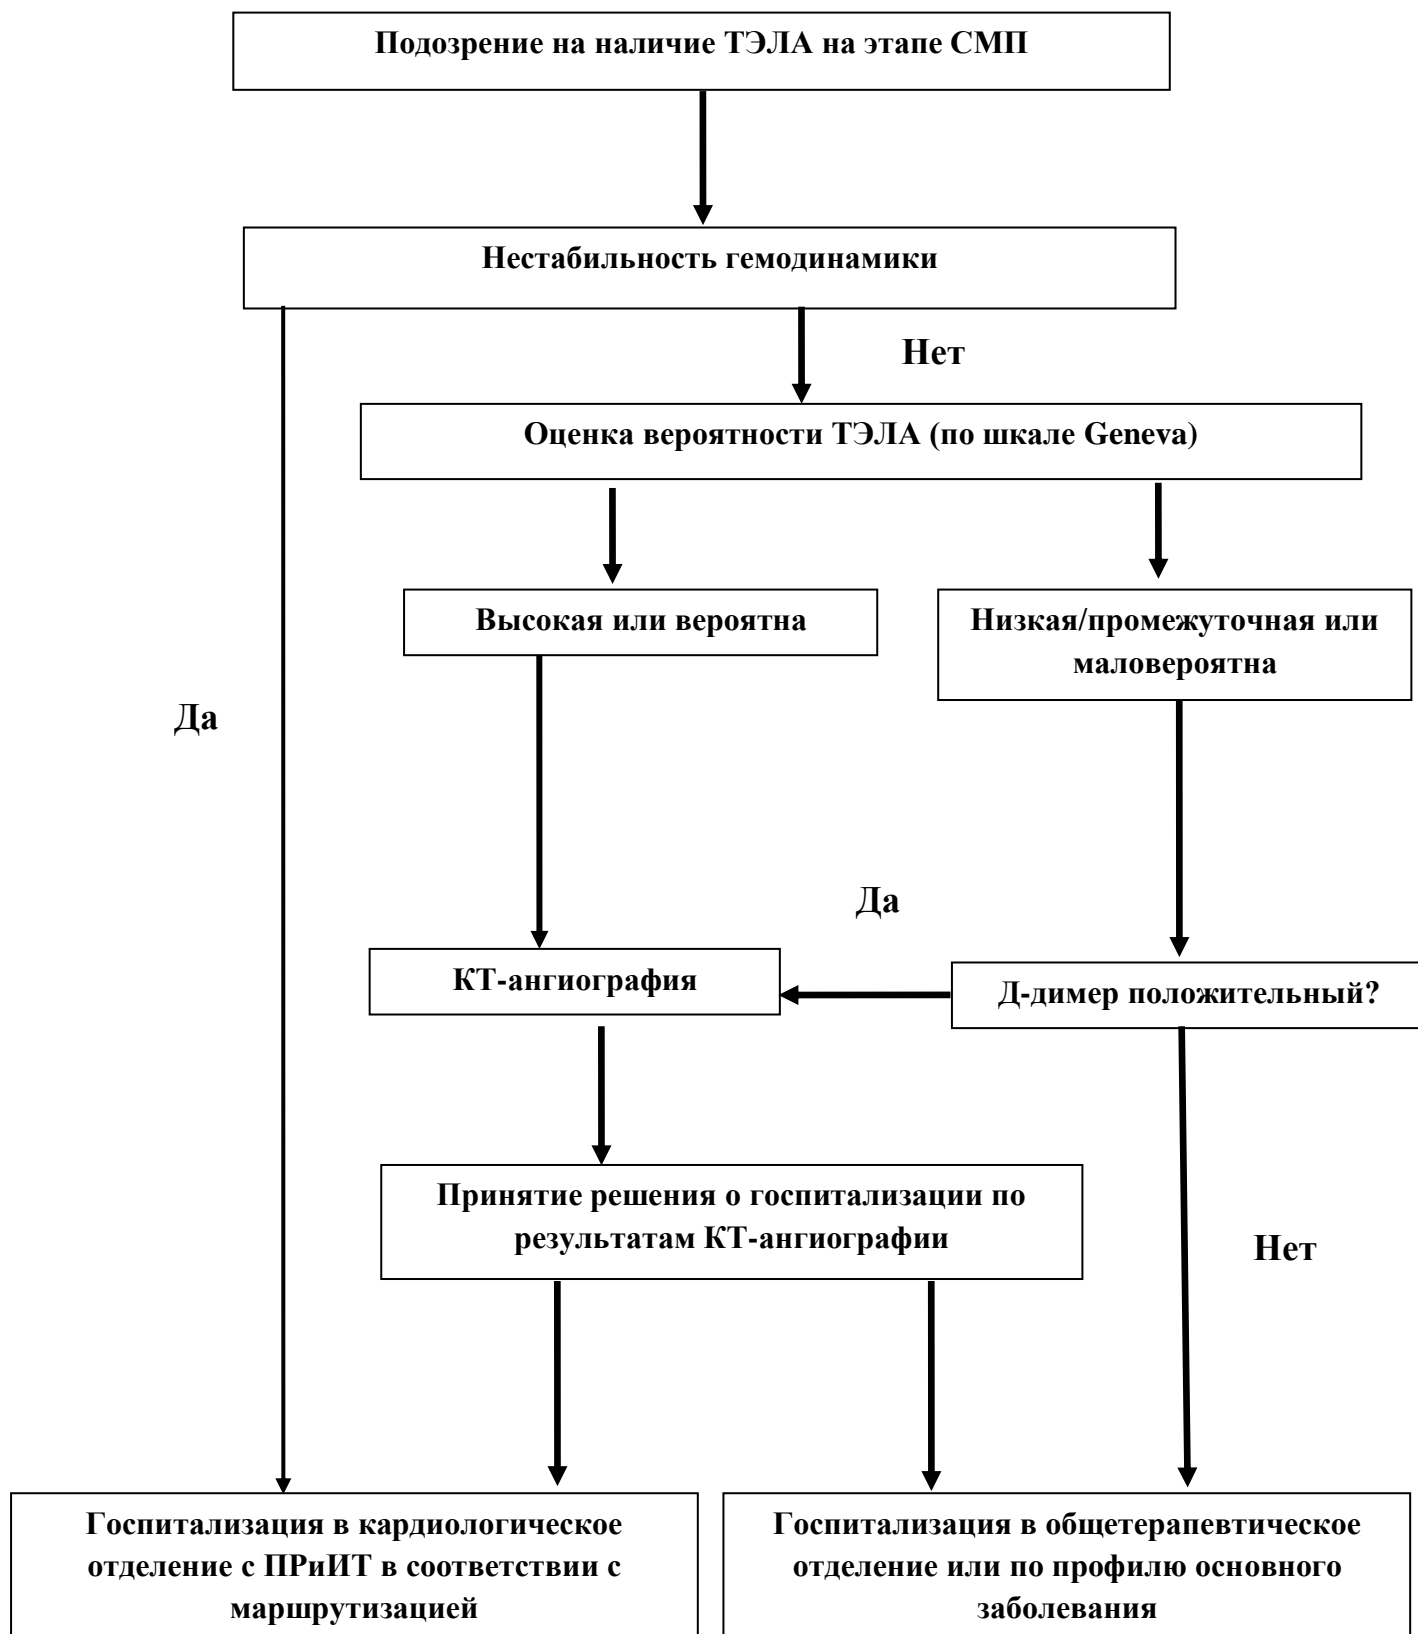 Подозрение на наличие ТЭЛА на этапе СМП
Нестабильность гемодинамики
Нет
Оценка вероятности ТЭЛА (по шкале Geneva)
Высокая или вероятна
Низкая/промежуточная или
маловероятна
Да
Да
КТ-ангиография
Д-димер положительный?
Принятие решения о госпитализации по
результатам КТ-ангиографии
Нет
Госпитализация в кардиологическое
отделение с ПРиИТ в соответствии с
маршрутизацией
Госпитализация в общетерапевтическое
отделение или по профилю основного
заболевания